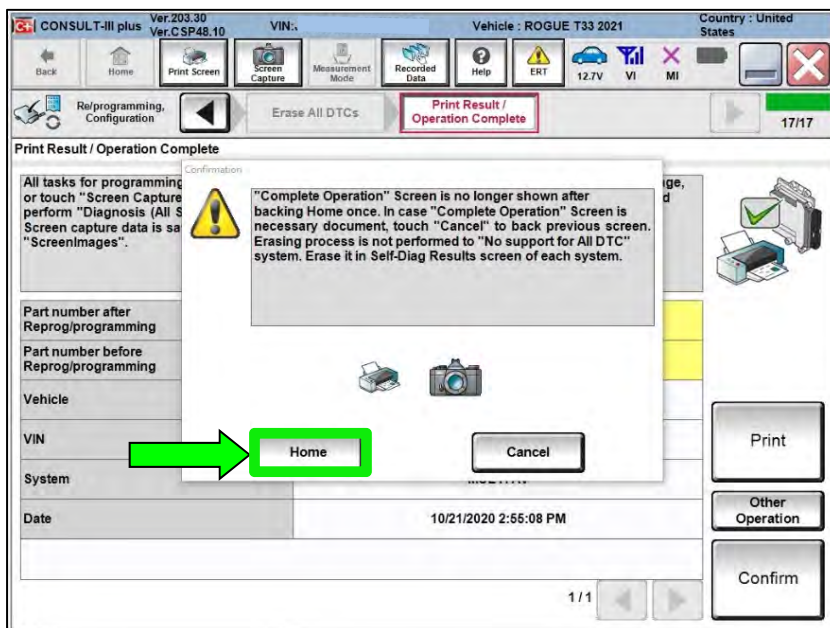 CONSULT-III plus
Ver.203.30
Ver.CSP48.10
VIN:
Vehicle : ROGUE T33 2021
Country : United
States
Back
Home
Print Screen
Screen
Capture
Measurement
Mode
Recorded
Data
Help
ERT
12.7V
VI
MI
Re/programming,
Configuration
Erase All DTCs
Print Result /
Operation Complete
17/17
Print Result / Operation Complete
Confirmation
All tasks for programming
or touch "Screen Capture
perform "Diagnosis (All S
Screen capture data is sa
"ScreenImages".
"Complete Operation" Screen is no longer shown after
backing Home once. In case "Complete Operation" Screen is
necessary document, touch "Cancel" to back previous screen.
Erasing process is not performed to "No support for All DTC"
system. Erase it in Self-Diag Results screen of each system.
Part number after
Reprog/programming
Part number before
Reprog/programming
Vehicle
VIN
Home
Cancel
System
Date
10/21/2020 2:55:08 PM
1/1
Print
Other
Operation
Confirm